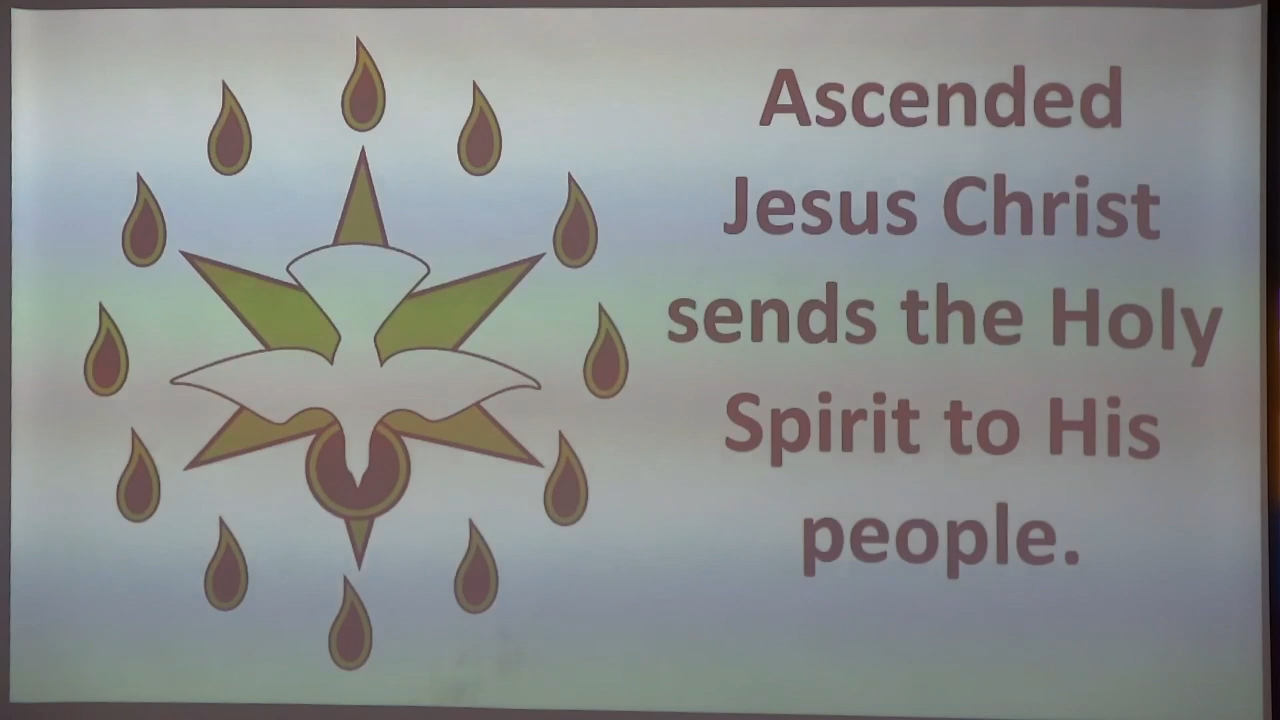 Ascended
Jesus Christ
sends the Holy
Spirit to His
people.